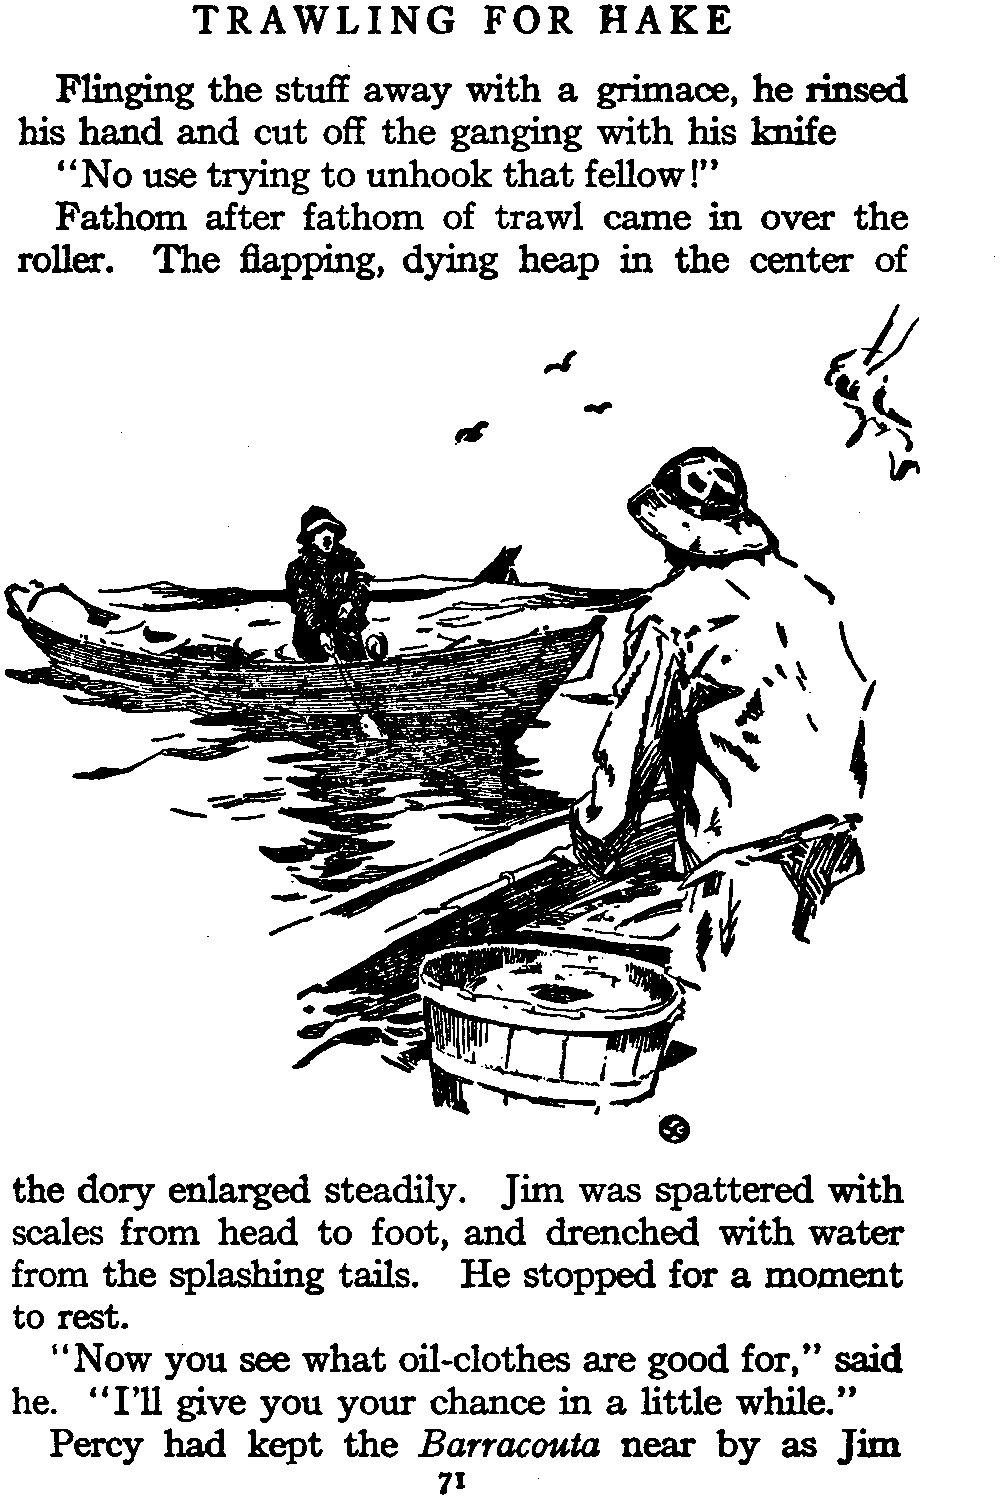 TRAWLING FOR HAKE
Flinging the stuff away with a grimace, he rinsed
his hand and cut off the ganging with his knife
"No use trying to unhook that fellow!"
Fathom after fathom of trawl came in over the
roller. The flapping, dying heap in the center of
the dory enlarged steadily. Jim was spattered with
scales from head to foot, and drenched with water
from the splashing tails. He stopped for a moment
to rest.
"Now you see what oil-clothes are good for," said
he. "I'll give you your chance in a little while."
Percy had kept the Barracouta near by as Jim
71